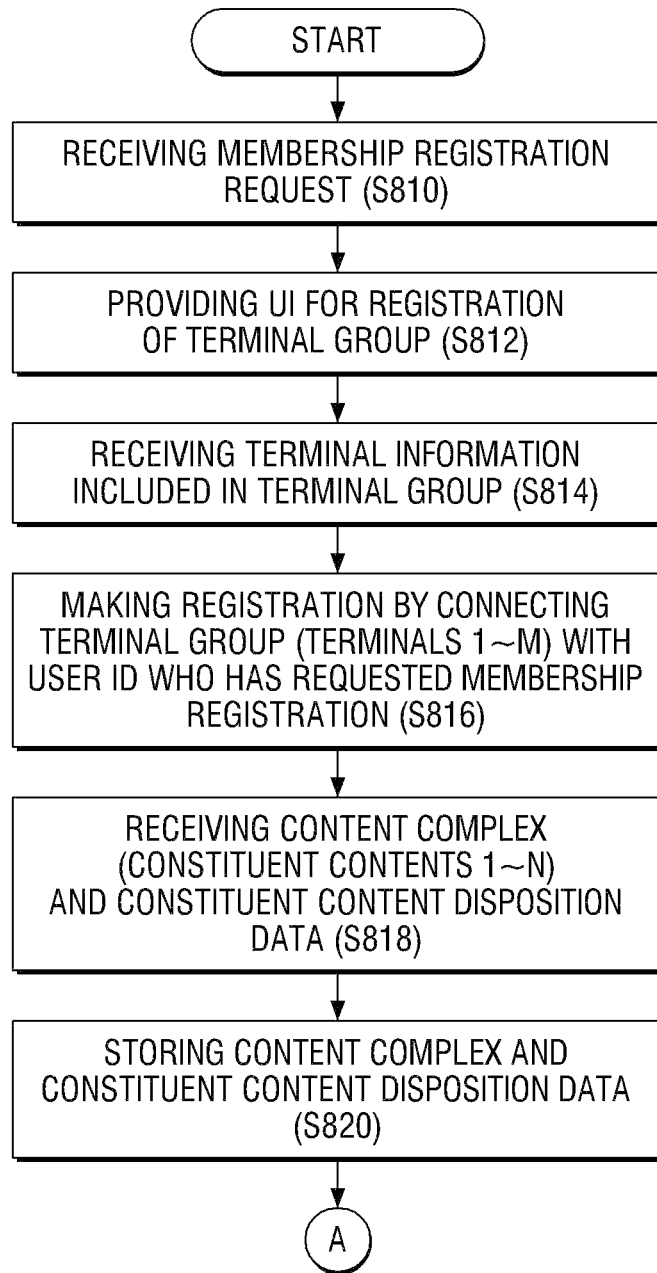 START
RECEIVING MEMBERSHIP REGISTRATION
REQUEST (S810)
PROVIDING UI FOR REGISTRATION
OF TERMINAL GROUP (S812)
RECEIVING TERMINAL INFORMATION
INCLUDED IN TERMINAL GROUP (S814)
MAKING REGISTRATION BY CONNECTING
TERMINAL GROUP (TERMINALS 1~M) WITH
USER ID WHO HAS REQUESTED MEMBERSHIP
REGISTRATION (S816)
RECEIVING CONTENT COMPLEX
(CONSTITUENT CONTENTS 1~N)
AND CONSTITUENT CONTENT DISPOSITION
DATA (S818)
STORING CONTENT COMPLEX AND
CONSTITUENT CONTENT DISPOSITION DATA
(S820)
A